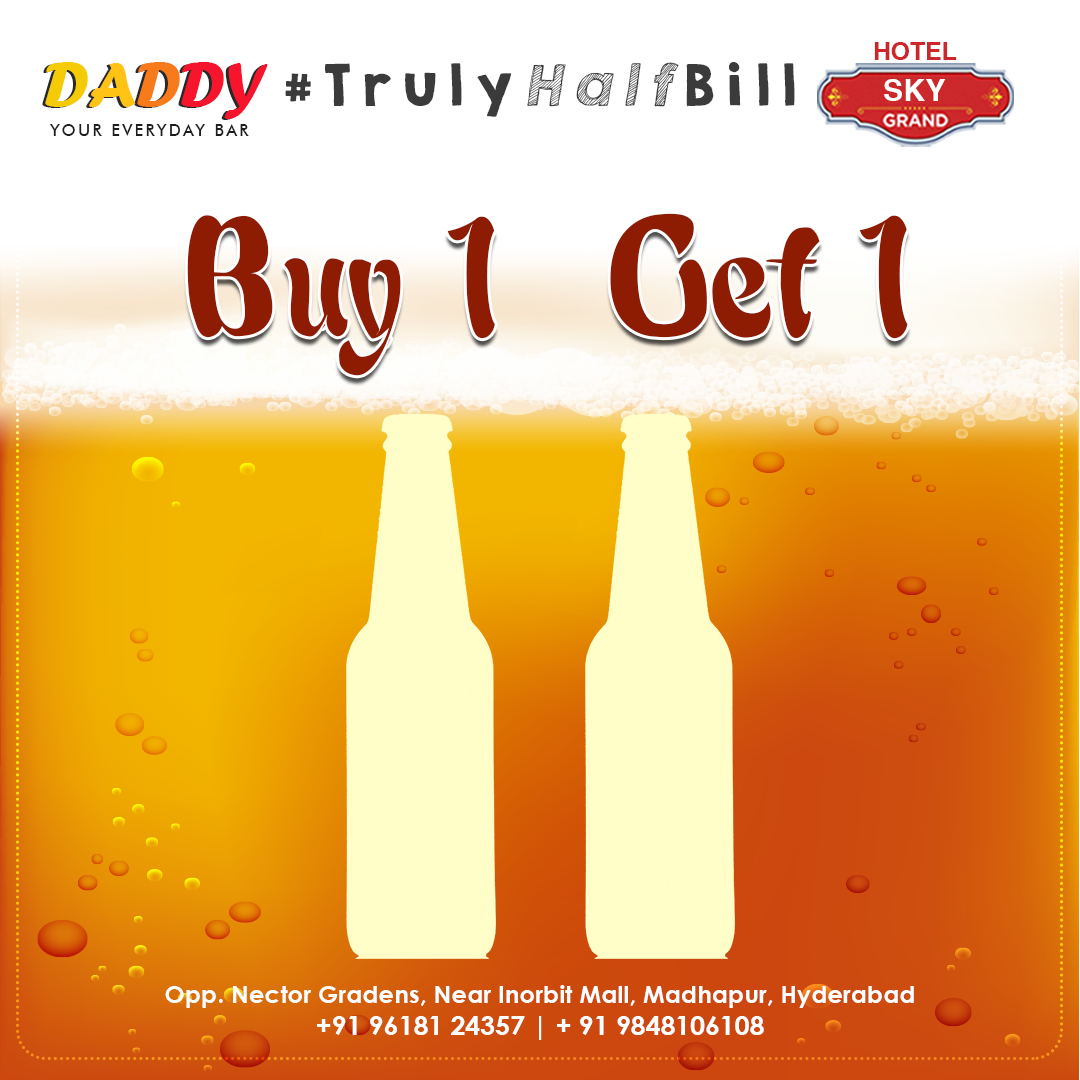 DADDY
YOUR EVERYDAY BAR
#TrulyHalfBill
HOTEL
SKY
GRAND
Buy 1 Get 1
Opp. Nector Gradens, Near Inorbit Mall, Madhapur, Hyderabad
+91 96181 24357 | + 91 9848106108